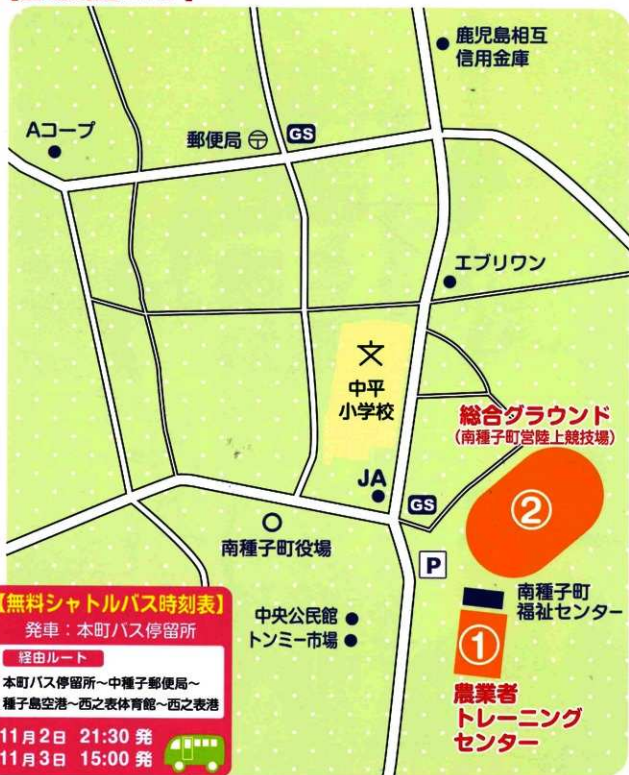 鹿児島相互
信用金庫
Aコープ
郵便局 〒
GS
エブリワン
文
中平
小学校
総合グラウンド
(南種子町営陸上競技場)
②
JA
GS
南種子町役場
P
南種子町
福祉センター
中央公民館
トンミー市場
①
農業者
トレーニング
センター
【無料シャトルバス時刻表】
発車：本町バス停留所
経由ルート
本町バス停留所～中種子郵便局～
種子島空港～西之表体育館～西之表港
11月2日 21:30 発
11月3日 15:00 発